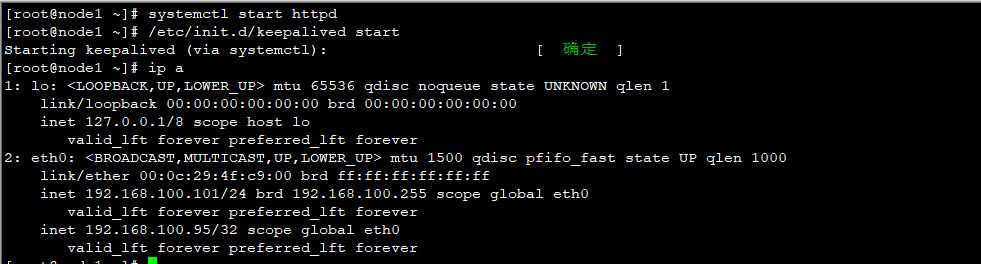 [root@node1 ~]# systemctl start httpd
[root@node1 ~]# /etc/init.d/keepalived start
Starting keepalived (via systemctl):                       [  确定  ]
[root@node1 ~]# ip a
1: lo: <LOOPBACK,UP,LOWER_UP> mtu 65536 qdisc noqueue state UNKNOWN qlen 1
    link/loopback 00:00:00:00:00:00 brd 00:00:00:00:00:00
    inet 127.0.0.1/8 scope host lo
       valid_lft forever preferred_lft forever
2: eth0: <BROADCAST,MULTICAST,UP,LOWER_UP> mtu 1500 qdisc pfifo_fast state UP qlen 1000
    link/ether 00:0c:29:4f:c9:00 brd ff:ff:ff:ff:ff:ff
    inet 192.168.100.101/24 brd 192.168.100.255 scope global eth0
       valid_lft forever preferred_lft forever
    inet 192.168.100.95/32 scope global eth0
       valid_lft forever preferred_lft forever
[root@node1 ~]#